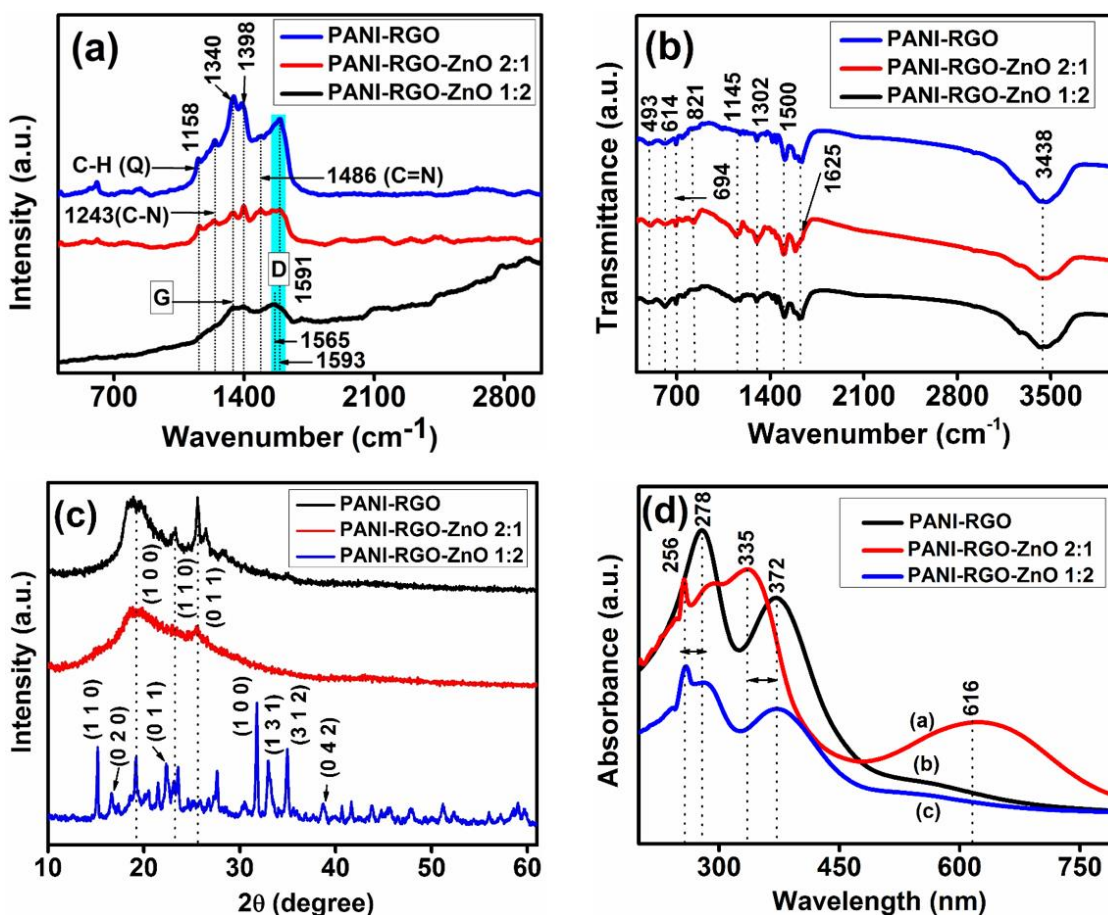 (a)
1340
1398
1158
PANI-RGO
PANI-RGO-ZnO 2:1
PANI-RGO-ZnO 1:2
C-H (Q)
1486 (C=N)
1243(C-N)
D
G
1591
1565
1593
Intensity (a.u.)
700 1400 2100 2800
Wavenumber (cm-1)
(b)
PANI-RGO
PANI-RGO-ZnO 2:1
PANI-RGO-ZnO 1:2
493
614
821
1145
1302
1500
694
1625
3438
Transmittance (a.u.)
700 1400 2100 2800 3500
Wavenumber (cm-1)
(c)
PANI-RGO
PANI-RGO-ZnO 2:1
PANI-RGO-ZnO 1:2
(1 0 0)
(1 1 0)
(0 1 1)
(1 1 0)
(0 2 0)
(0 1 1)
(1 0 0)
(1 3 1)
(3 1 2)
(0 4 2)
Intensity (a.u.)
10 20 30 40 50 60
2θ (degree)
(d)
256
278
335
372
616
PANI-RGO
PANI-RGO-ZnO 2:1
PANI-RGO-ZnO 1:2
(a)
(b)
(c)
Absorbance (a.u.)
300 450 600 750
Wavelength (nm)